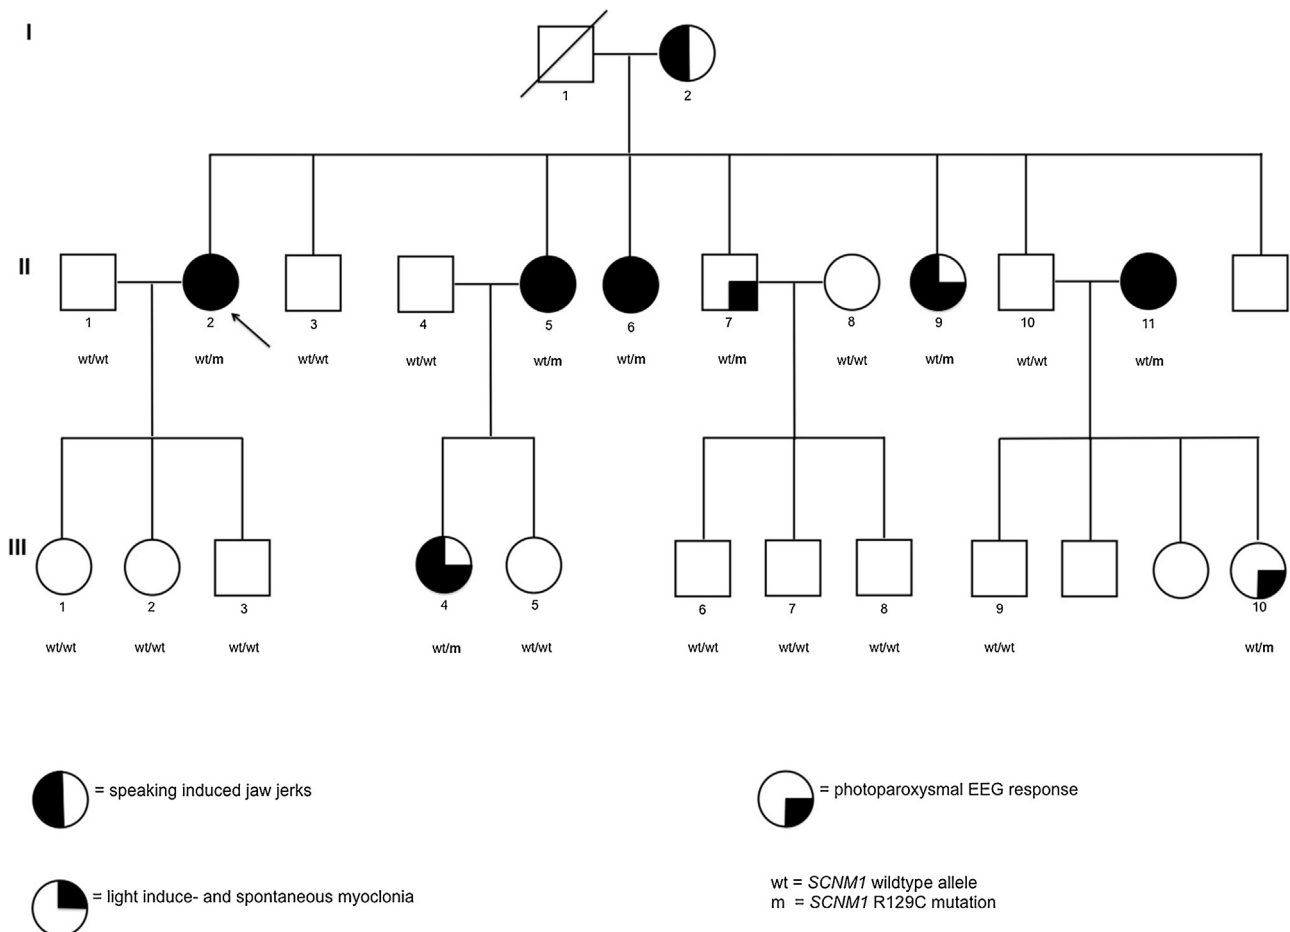 I
1 2
II
1 2 3 4 5 6 7 8 9 10 11
wt/wt wt/m wt/wt wt/wt wt/m wt/m wt/m wt/wt wt/m wt/wt wt/m
III
1 2 3 4 5 6 7 8 9 10
wt/wt wt/wt wt/wt wt/m wt/wt wt/wt wt/wt wt/wt wt/wt wt/m
= speaking induced jaw jerks
= photoparoxysmal EEG response
= light induce- and spontaneous myoclonia
wt = SCNM1 wildtype allele
m = SCNM1 R129C mutation